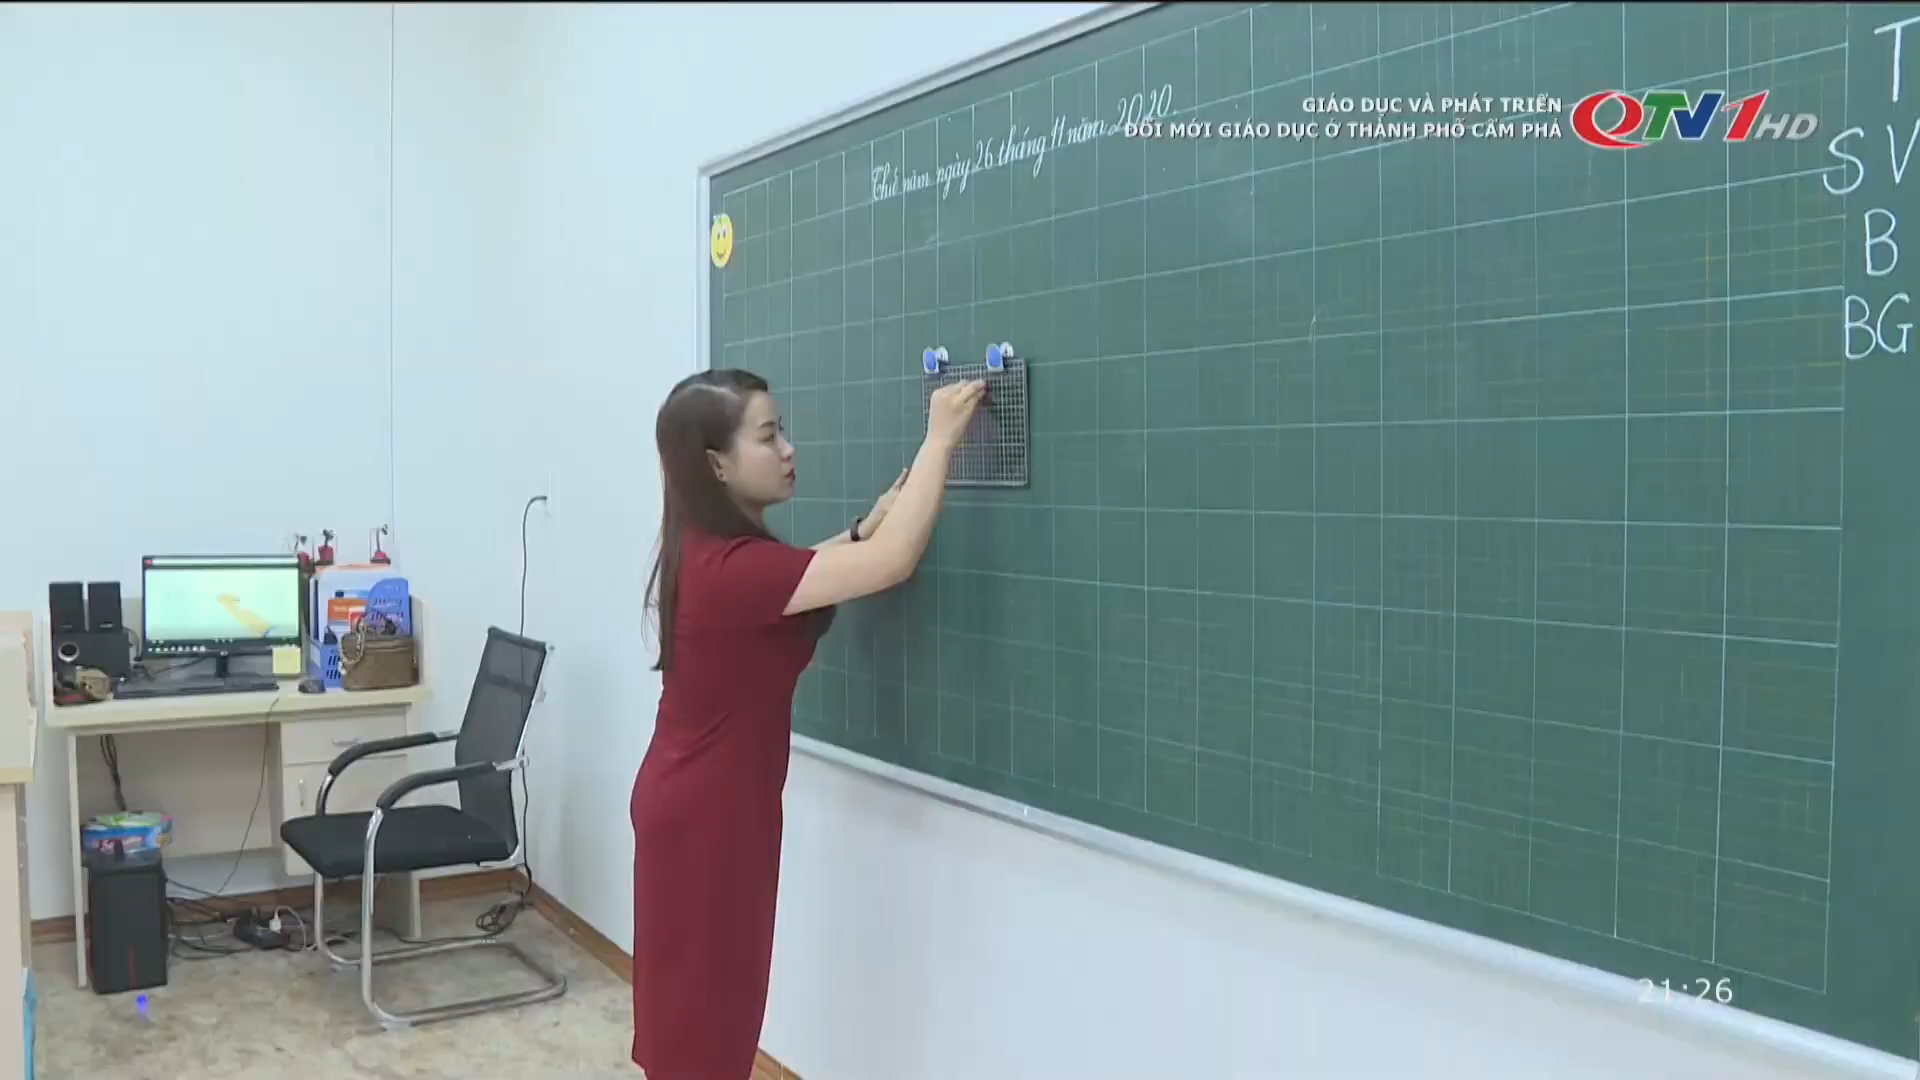 GIÁO DỤC VÀ PHÁT TRIỂN
ĐỔI MỚI GIÁO DỤC Ở THÀNH PHỐ CẨM PHẢ
QTV1HD
Thứ năm ngày 26 tháng 11 năm 2020.
T
S V
B
BG
21:26